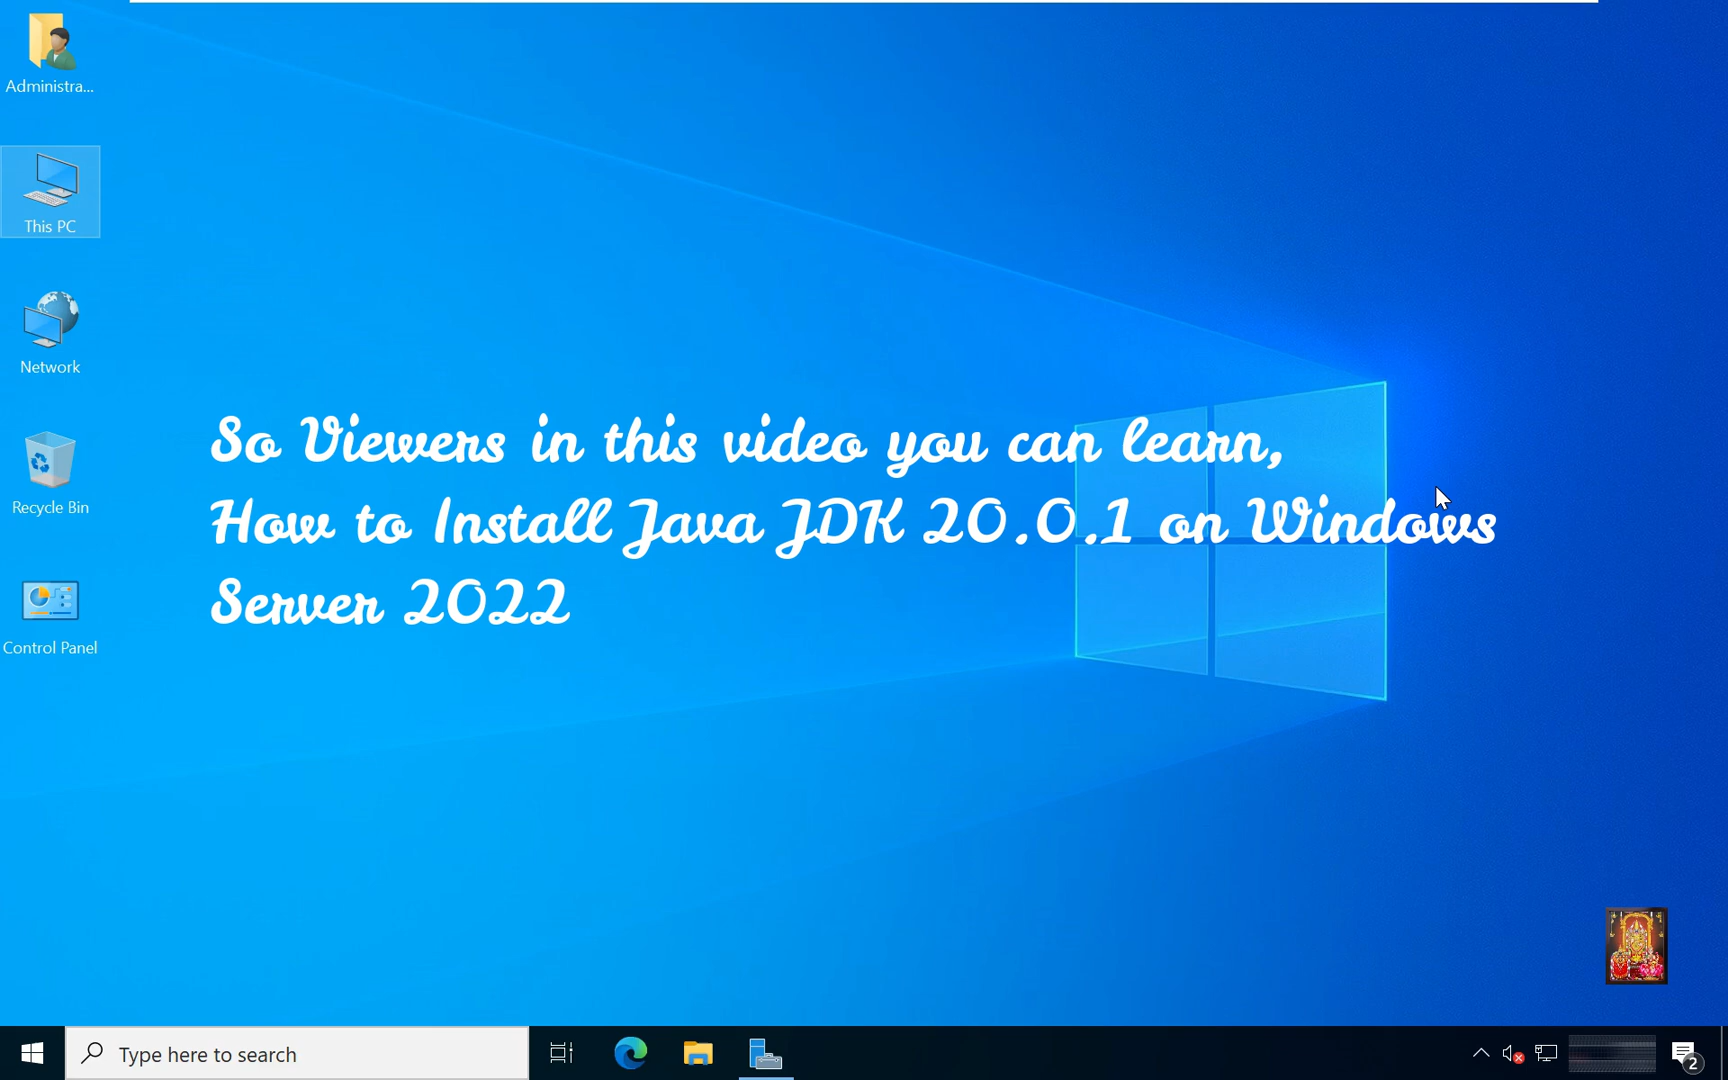 Administra...
This PC
Network
Recycle Bin
Control Panel
So Viewers in this video you can learn,
How to Install Java JDK 20.0.1 on Windows
Server 2022
Type here to search
2